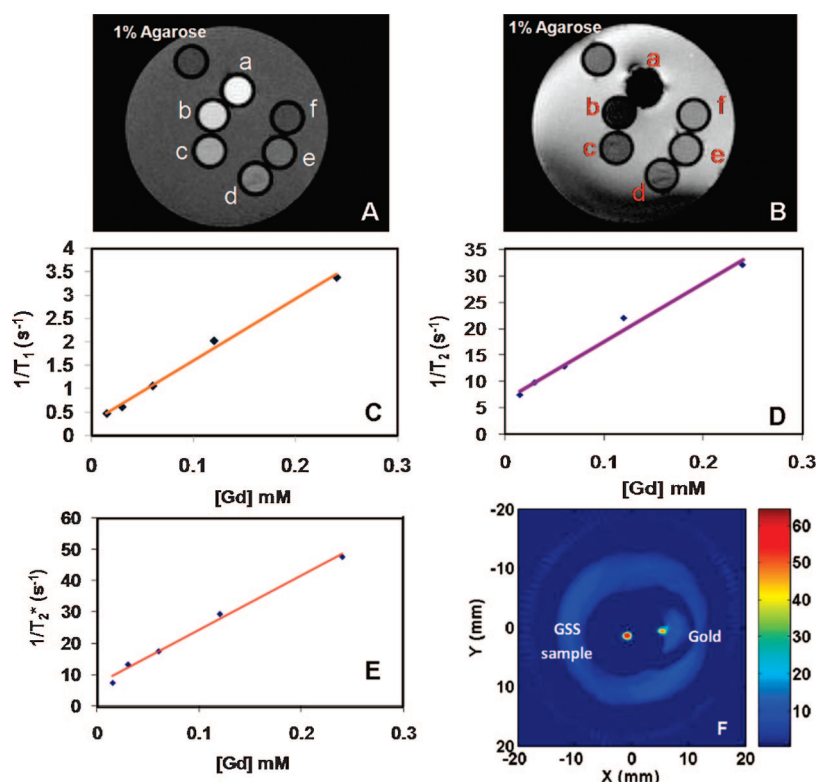 1% Agarose
a
b
f
c
e
d
A
1% Agarose
a
b
f
c
e
d
B
1/T1 (s-1)
4
3.5
3
2.5
2
1.5
1
0.5
0
0 0.1 0.2 0.3
[Gd] mM
C
1/T2 (s-1)
35
30
25
20
15
10
5
0
0 0.1 0.2 0.3
[Gd] mM
D
1/T2* (s-1)
60
50
40
30
20
10
0
0 0.1 0.2 0.3
[Gd] mM
E
Y (mm)
-20
-10
0
10
20
-20 -10 0 10 20
X (mm)
GSS
sample
Gold
F
60
50
40
30
20
10